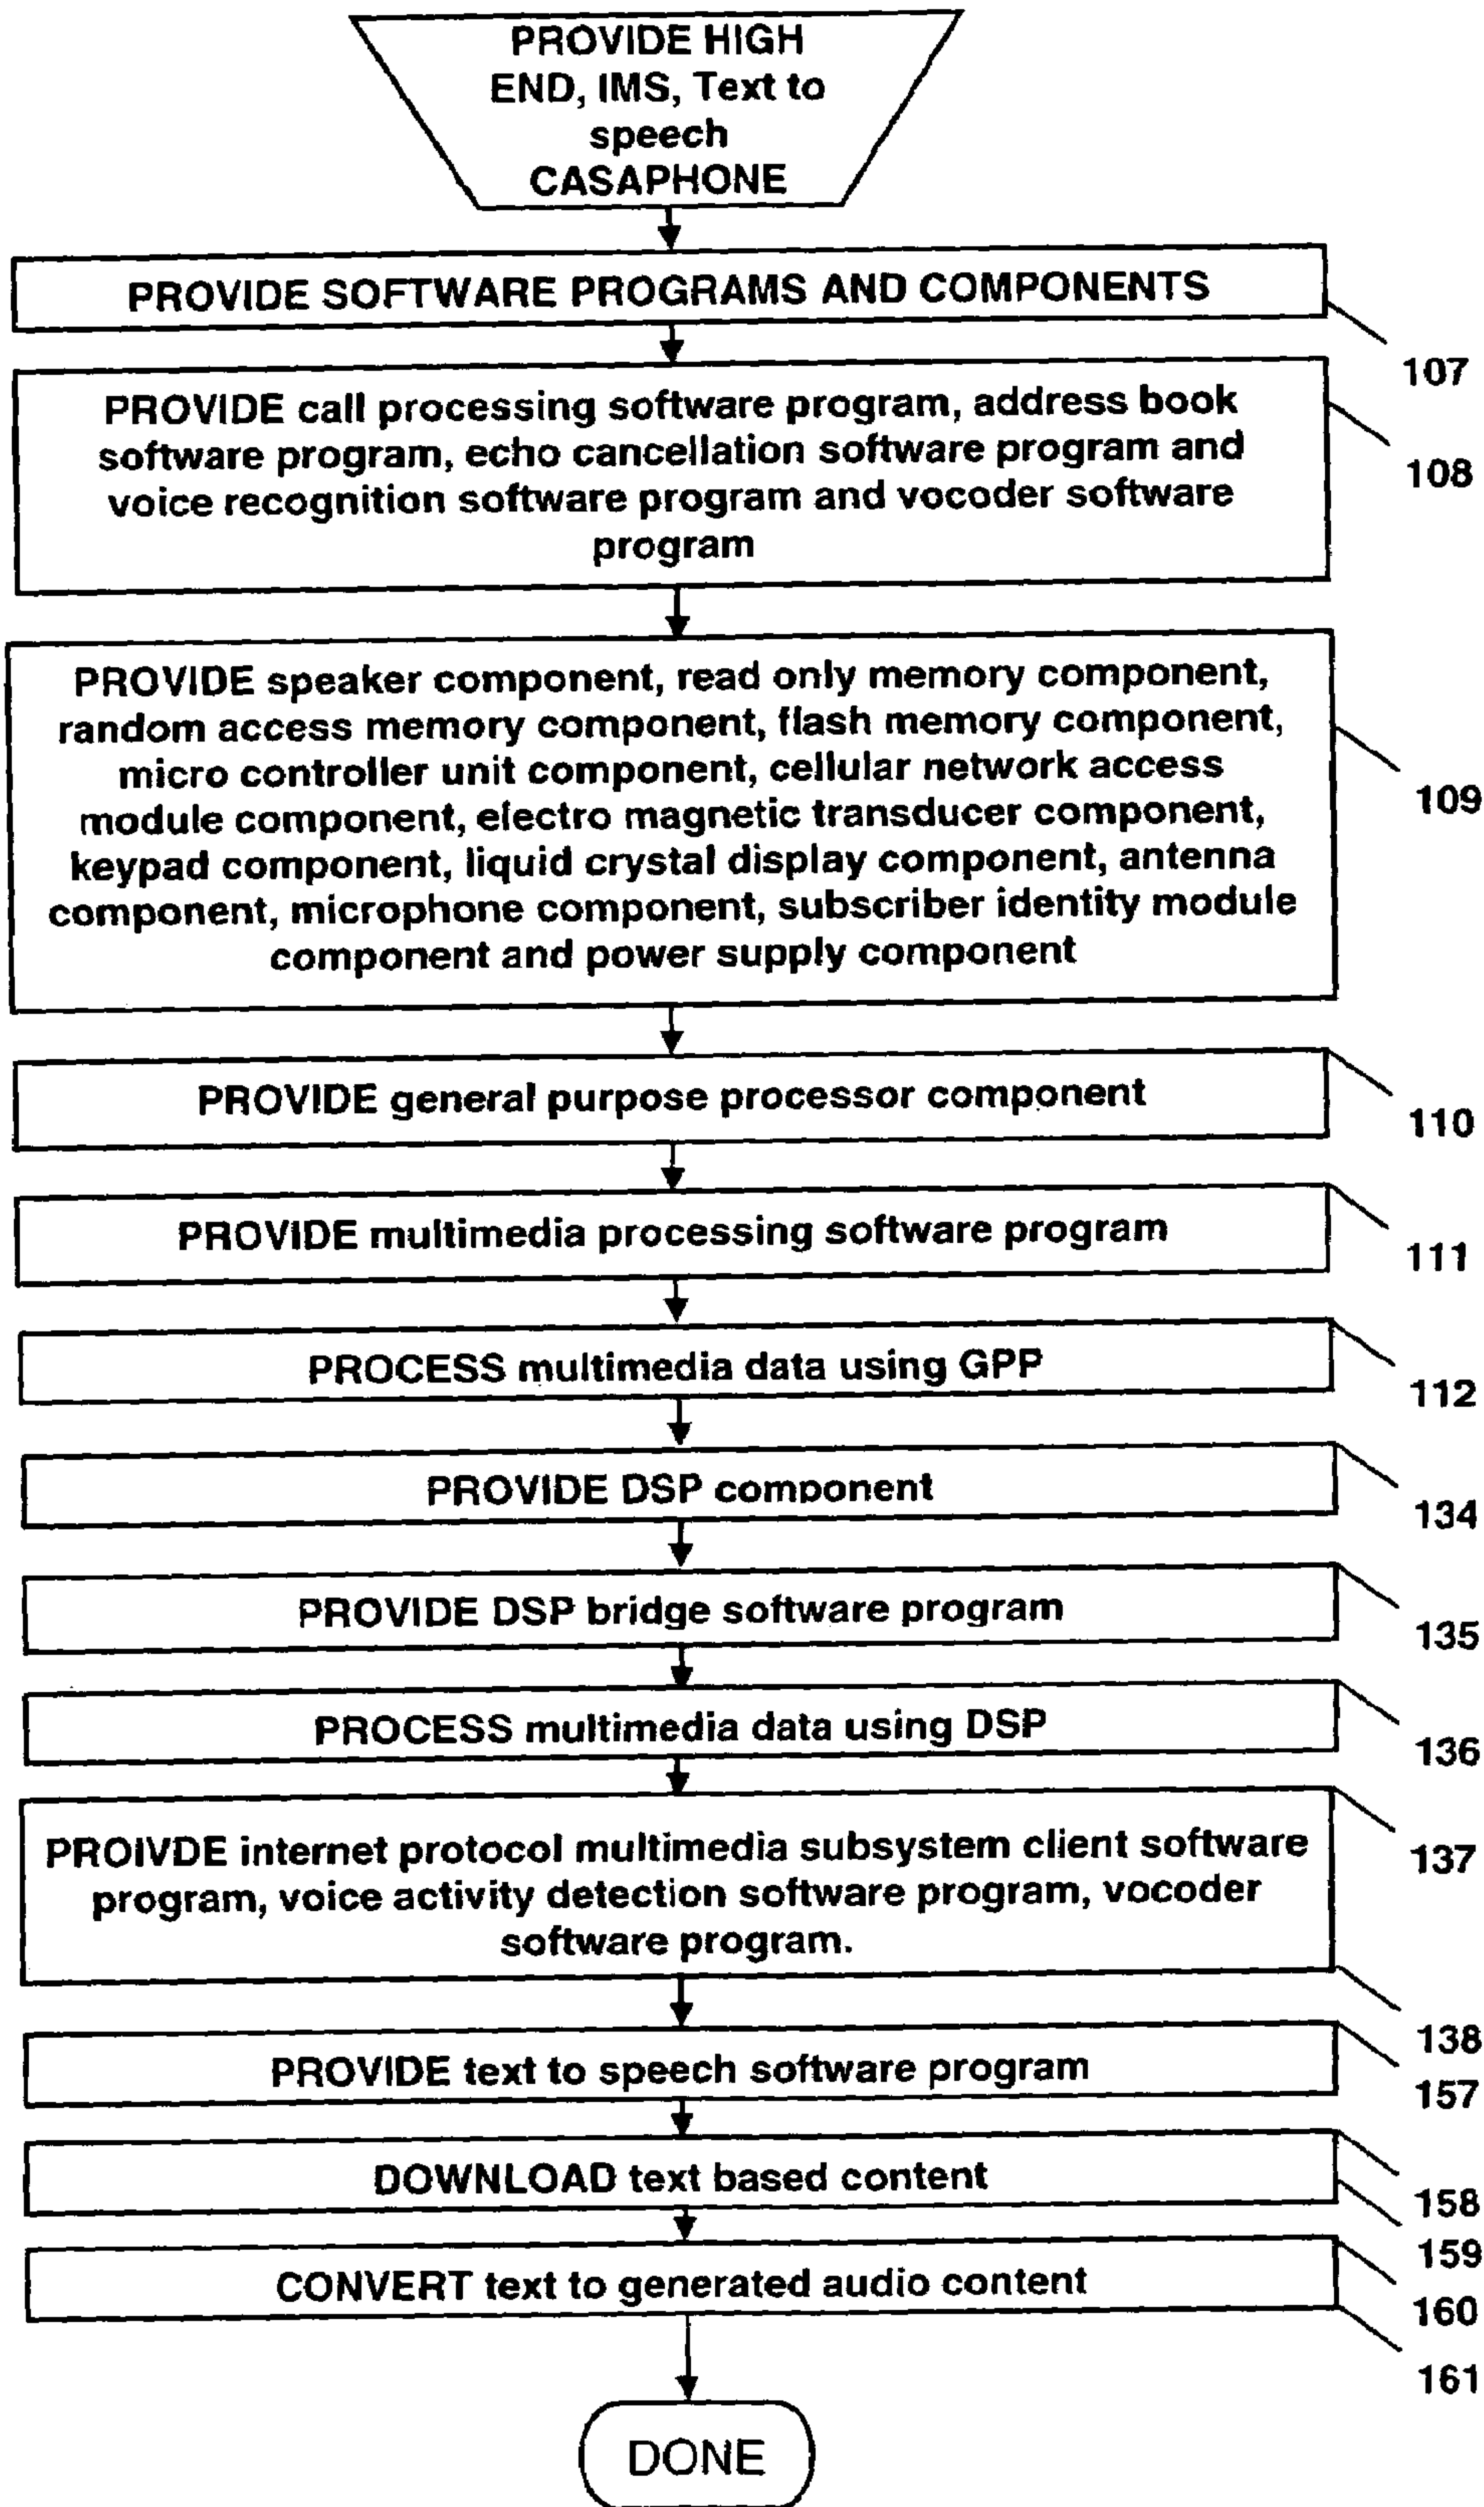 PROVIDE HIGH
END, IMS, Text to
speech
CASAPHONE
PROVIDE SOFTWARE PROGRAMS AND COMPONENTS
107
PROVIDE call processing software program, address book
software program, echo cancellation software program and
voice recognition software program and vocoder software
program
108
PROVIDE speaker component, read only memory component,
random access memory component, flash memory component,
micro controller unit component, cellular network access
module component, electro magnetic transducer component,
keypad component, liquid crystal display component, antenna
component, microphone component, subscriber identity module
component and power supply component
109
PROVIDE general purpose processor component
110
PROVIDE multimedia processing software program
111
PROCESS multimedia data using GPP
112
PROVIDE DSP component
134
PROVIDE DSP bridge software program
135
PROCESS multimedia data using DSP
136
PROIVDE internet protocol multimedia subsystem client software
program, voice activity detection software program, vocoder
software program.
137
138
PROVIDE text to speech software program
157
DOWNLOAD text based content
158
159
CONVERT text to generated audio content
160
161
DONE